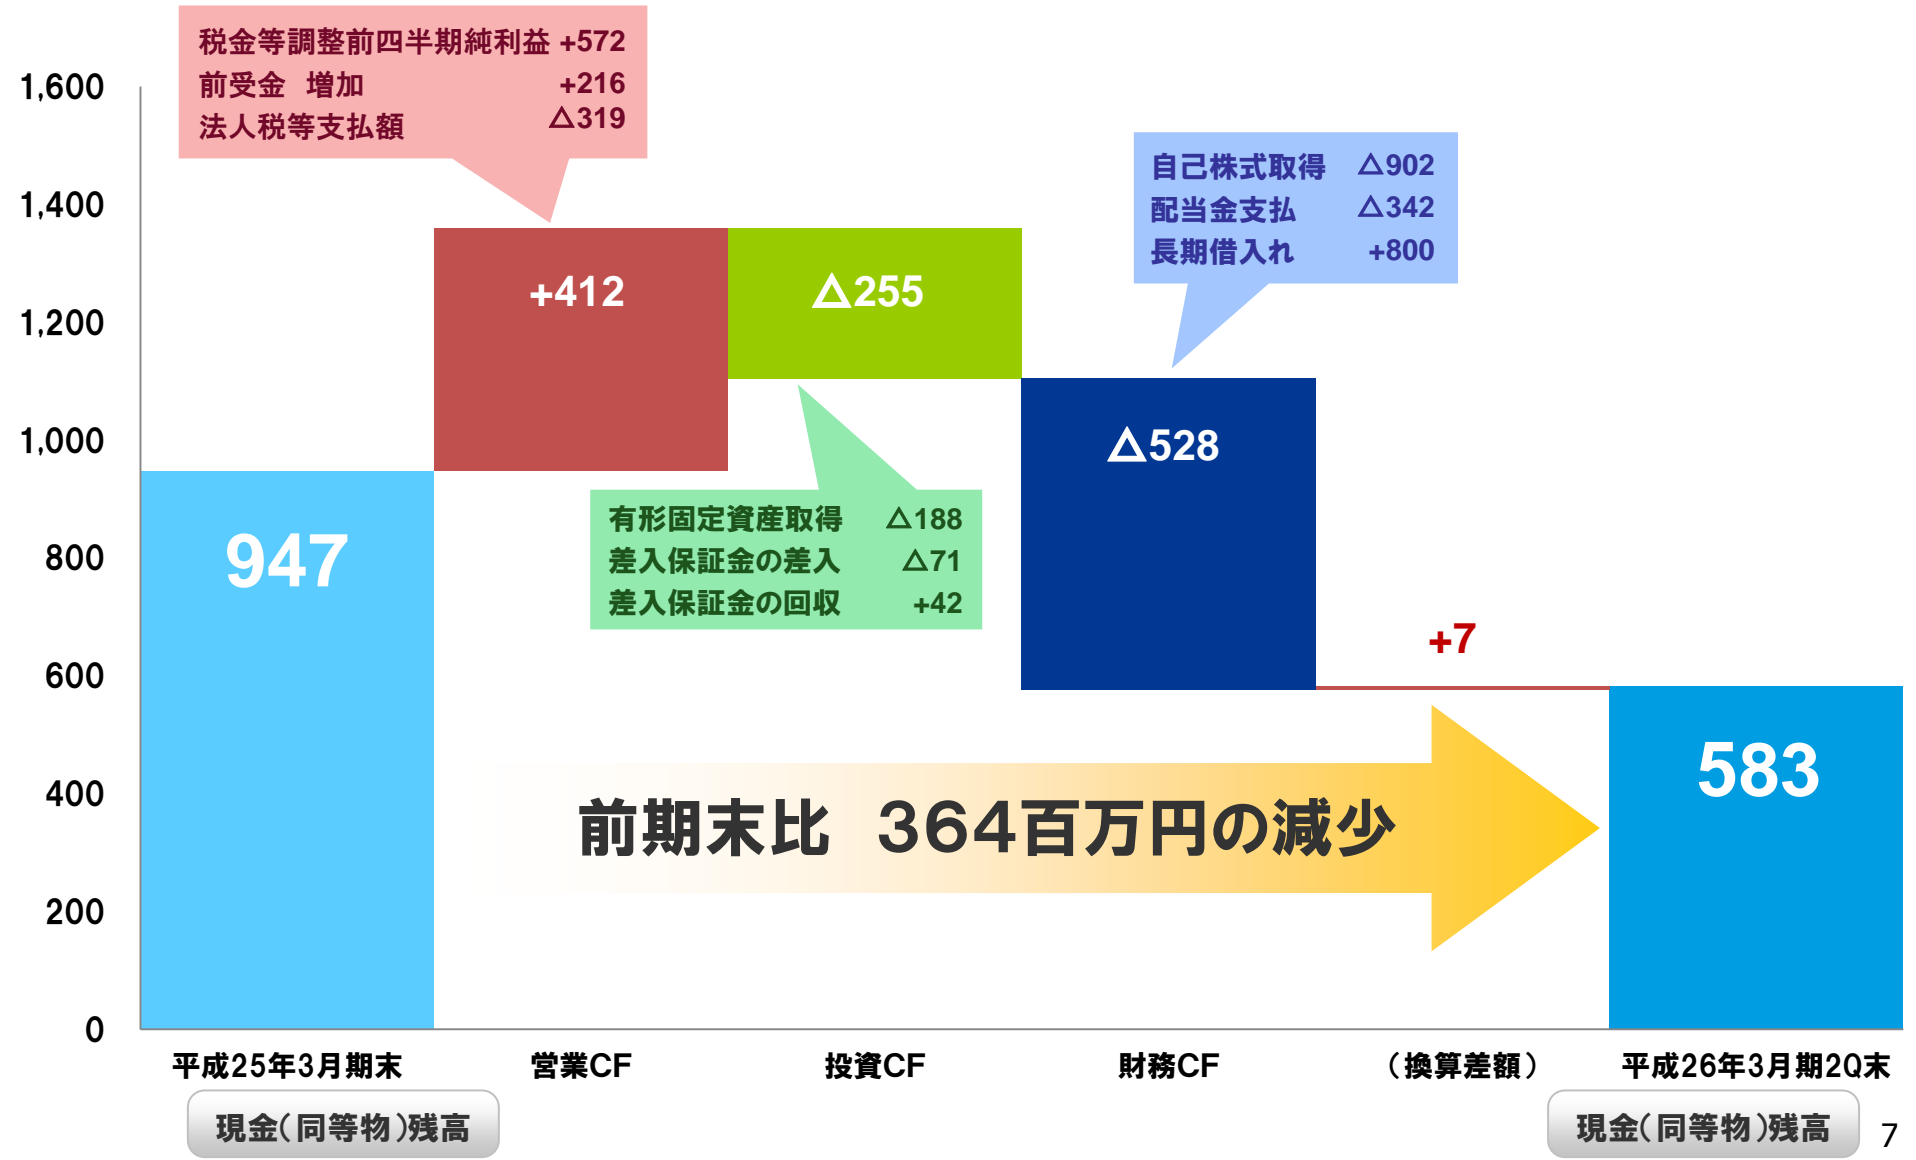 税金等調整前四半期純利益 +572
前受金　増加 +216
法人税等支払額 △319
1,600
1,400
1,200
1,000
800
600
400
200
0
自己株式取得 △902
配当金支払 △342
長期借入れ +800
+412
△255
△528
947
有形固定資産取得 △188
差入保証金の差入 △71
差入保証金の回収 +42
+7
583
前期末比　３６４百万円の減少
平成25年3月期末
営業CF
投資CF
財務CF
（換算差額）
平成26年3月期2Q末
現金（同等物）残高
現金（同等物）残高
7